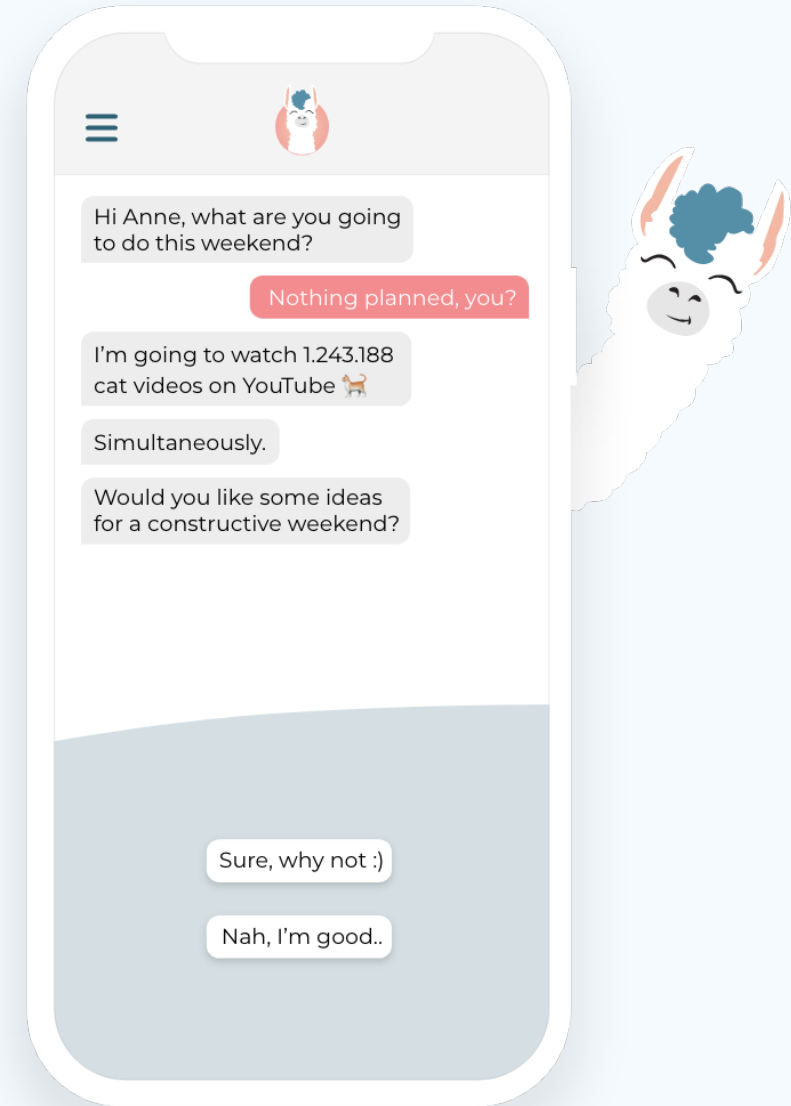 Hi Anne, what are you going
to do this weekend?
Nothing planned, you?
I’m going to watch 1.243.188
cat videos on YouTube 🐈
Simultaneously.
Would you like some ideas
for a constructive weekend?
Sure, why not :)
Nah, I’m good..